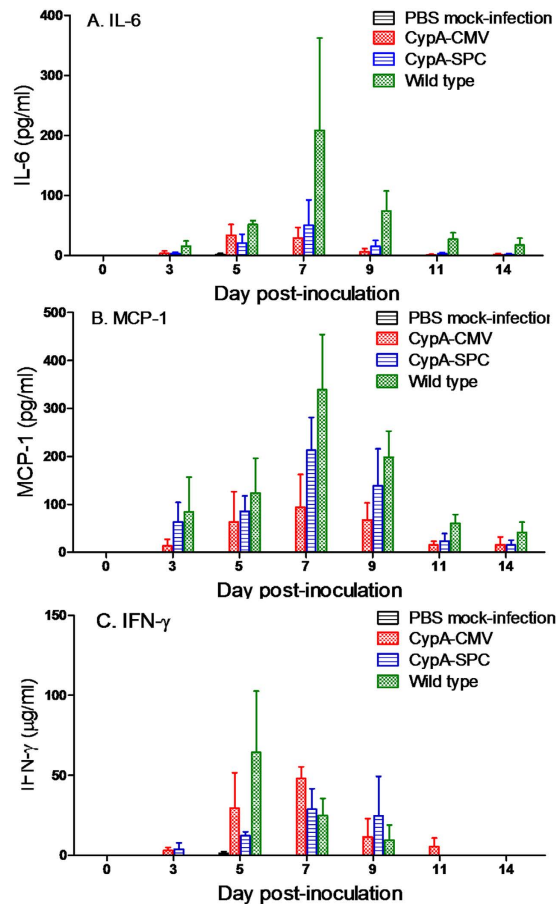 A. IL-6
PBS mock-infection
CypA-CMV
CypA-SPC
Wild type
IL-6 (pg/ml)
400
300
200
100
0
0 3 5 7 9 11 14
Day post-inoculation
B. MCP-1
PBS mock-infection
CypA-CMV
CypA-SPC
Wild type
MCP-1 (pg/ml)
500
400
300
200
100
0
0 3 5 7 9 11 14
Day post-inoculation
C. IFN-γ
PBS mock-infection
CypA-CMV
CypA-SPC
Wild type
IFN-γ (μg/ml)
150
100
50
0
0 3 5 7 9 11 14
Day post-inoculation